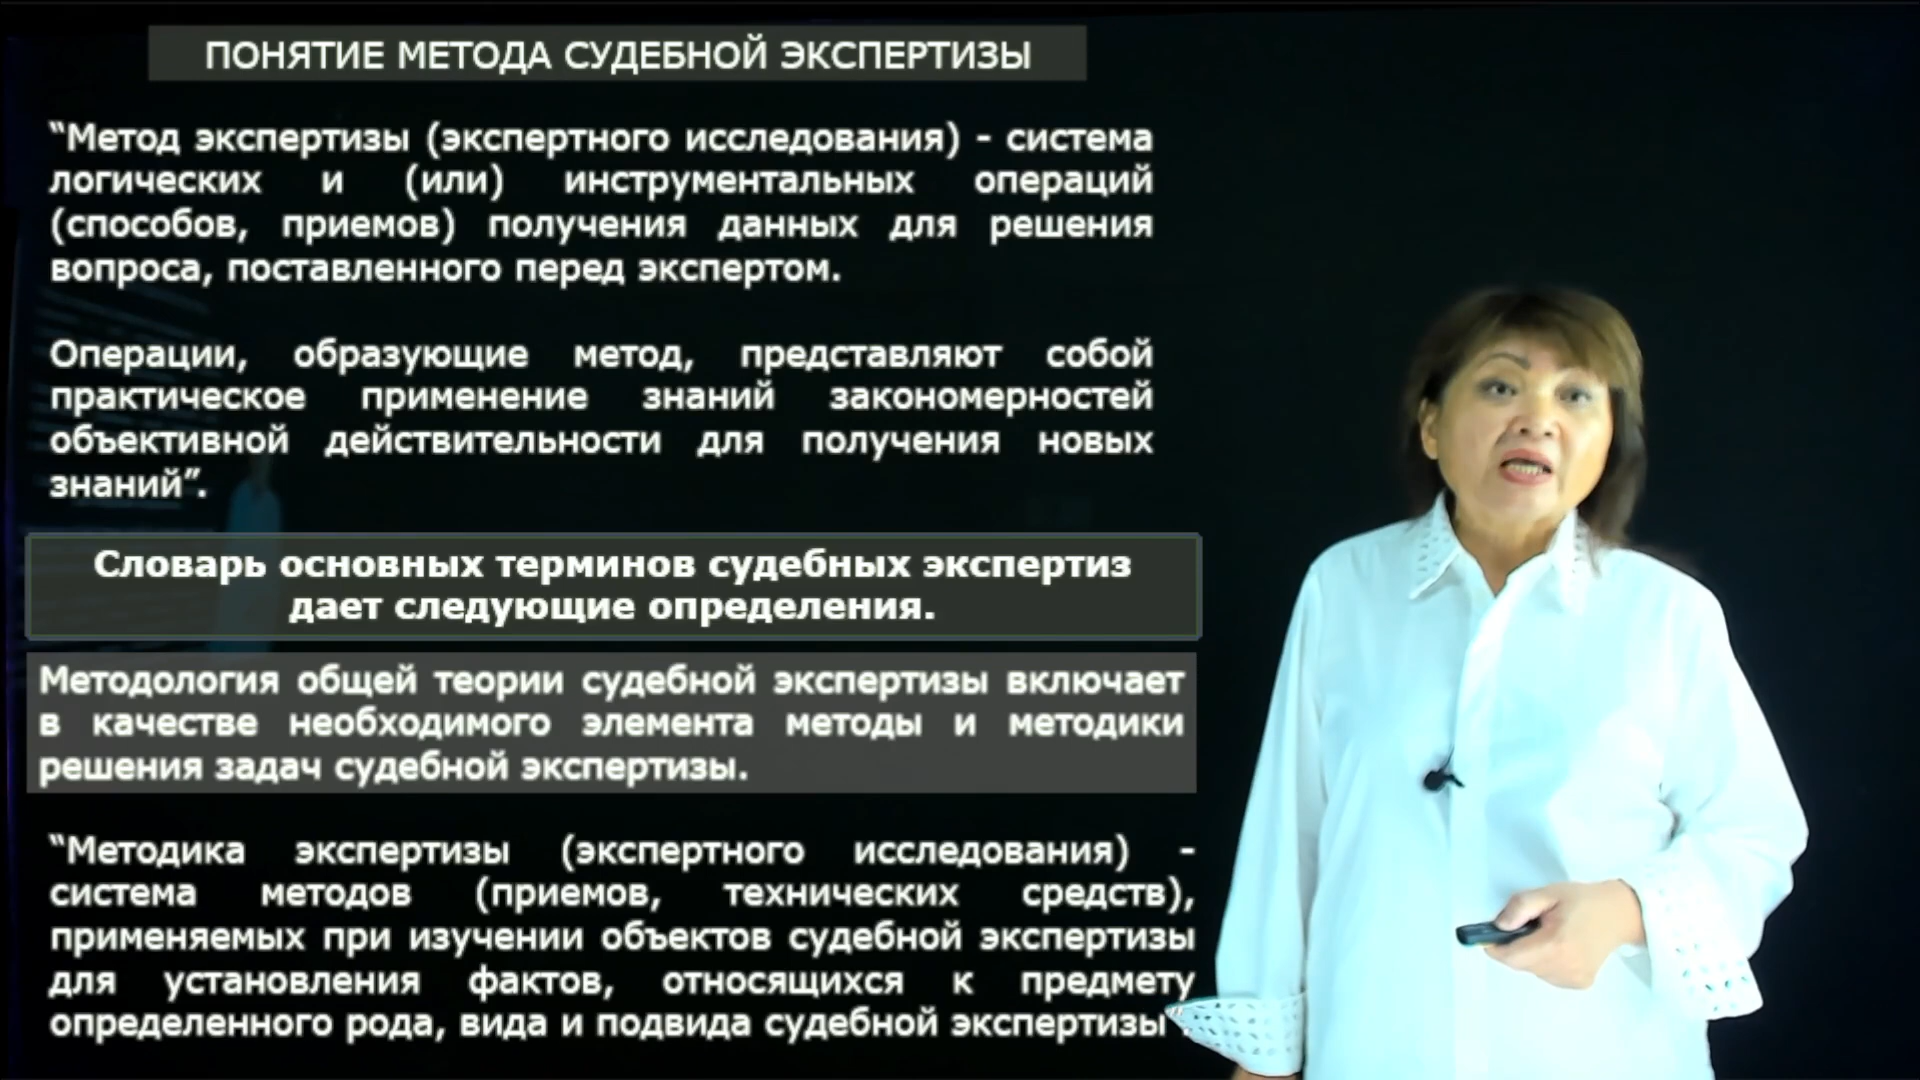 ПОНЯТИЕ МЕТОДА СУДЕБНОЙ ЭКСПЕРТИЗЫ
“Метод экспертизы (экспертного исследования) - система
логических и (или) инструментальных операций
(способов, приемов) получения данных для решения
вопроса, поставленного перед экспертом.
Операции, образующие метод, представляют собой
практическое применение знаний закономерностей
объективной действительности для получения новых
знаний”.
Словарь основных терминов судебных экспертиз
дает следующие определения.
Методология общей теории судебной экспертизы включает
в качестве необходимого элемента методы и методики
решения задач судебной экспертизы.
“Методика экспертизы (экспертного исследования) -
система методов (приемов, технических средств),
применяемых при изучении объектов судебной экспертизы
для установления фактов, относящихся к предмету
определенного рода, вида и подвида судебной экспертизы”.